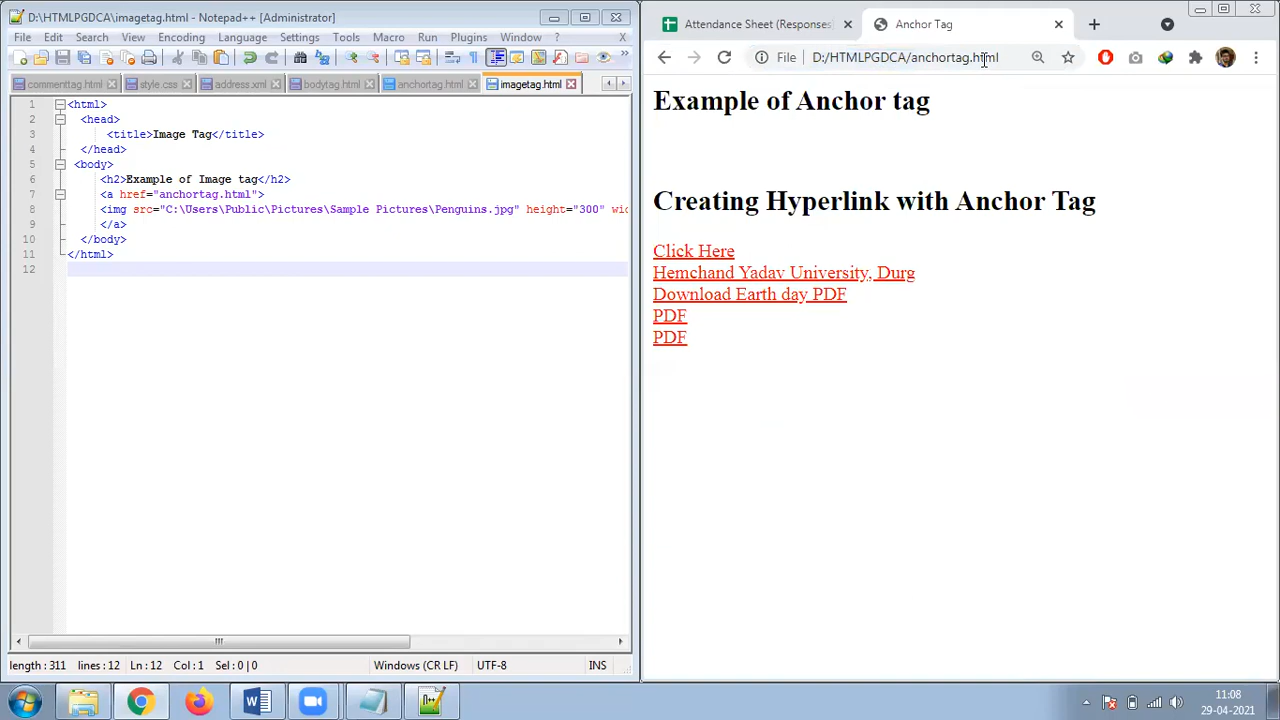 D:\HTMLPGDCA\imagetag.html - Notepad++ [Administrator]
File Edit Search View Encoding Language Settings Tools Macro Run Plugins Window ? X
commenttag.html style.css address.xml bodytag.html anchortag.html imagetag.html
1 <html>
2 <head>
3 <title>Image Tag</title>
4 </head>
5 <body>
6 <h2>Example of Image tag</h2>
7 <a href="anchortag.html">
8 <img src="C:\Users\Public\Pictures\Sample Pictures\Penguins.jpg" height="300" wid
9 </a>
10 </body>
11 </html>
12
length : 311 lines : 12 Ln : 12 Col : 1 Sel : 0 | 0 Windows (CR LF) UTF-8 INS
Attendance Sheet (Responses) Anchor Tag
File D:/HTMLPGDCA/anchortag.html
Example of Anchor tag
Creating Hyperlink with Anchor Tag
Click Here
Hemchand Yadav University, Durg
Download Earth day PDF
PDF
PDF
11:08
29-04-2021